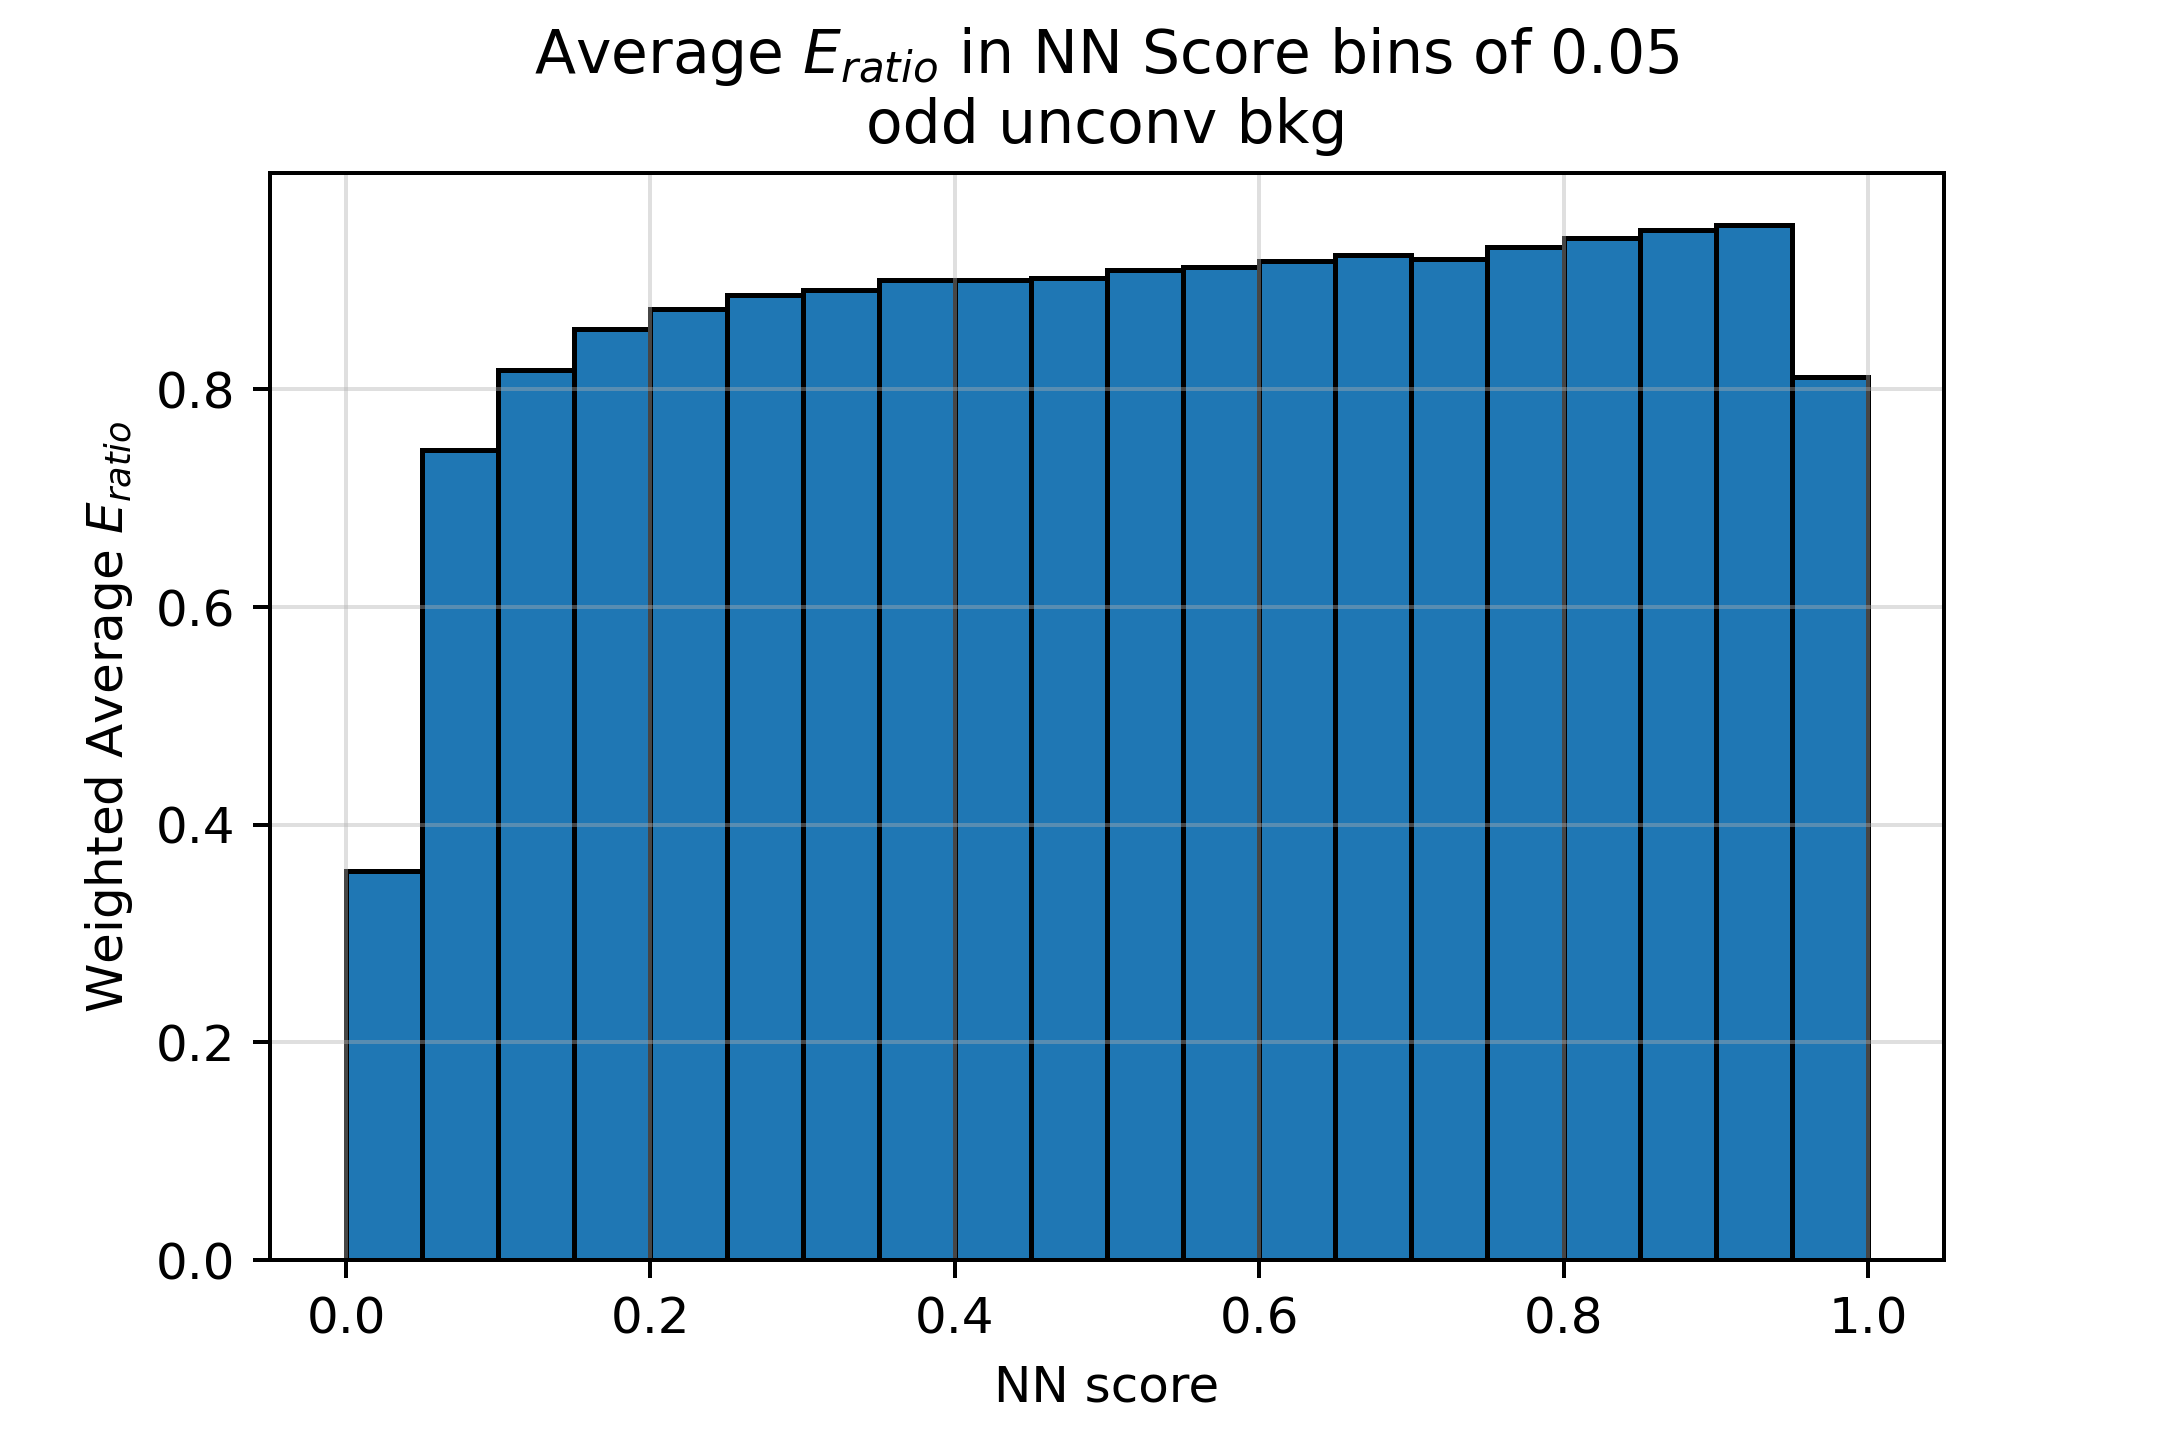 Average E_ratio in NN Score bins of 0.05
odd unconv bkg
Weighted Average E_ratio
0.8
0.6
0.4
0.2
0.0
0.0 0.2 0.4 0.6 0.8 1.0
NN score